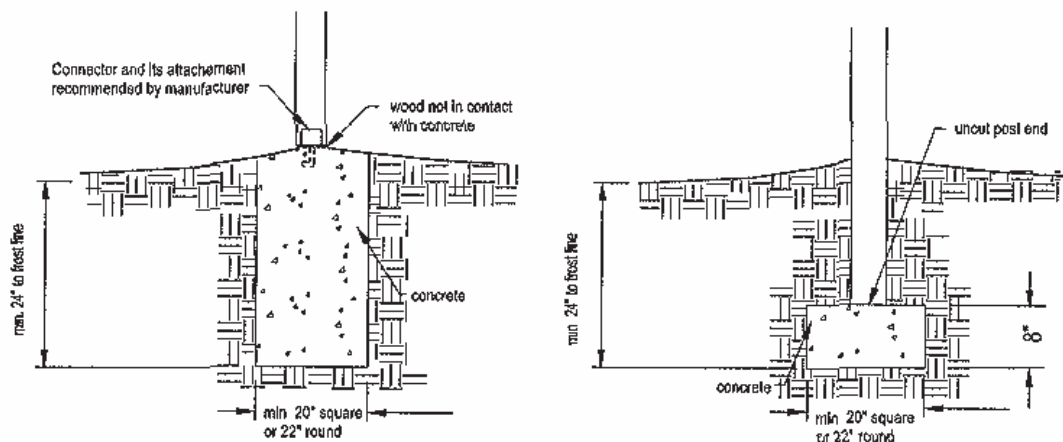 Connector and its attachement
recommended by manufacturer
wood not in contact
with concrete
min. 24" to frost line
concrete
min 20" square
or 22" round
uncut post end
min 24" to frost line
8"
concrete
min 20" square
or 22" round